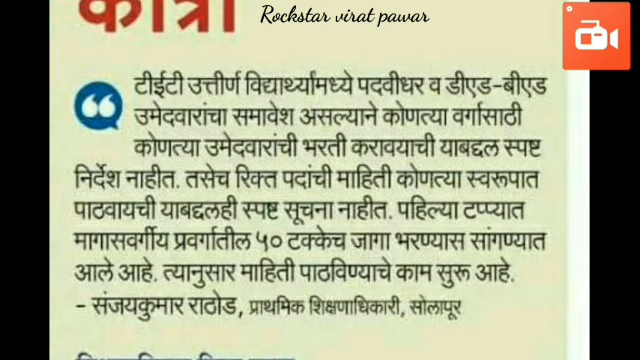 कात्री
Rockstar virat pawar
टीईटी उत्तीर्ण विद्यार्थ्यांमध्ये पदवीधर व डीएड-बीएड
उमेदवारांचा समावेश असल्याने कोणत्या वर्गासाठी
कोणत्या उमेदवारांची भरती करावयाची याबद्दल स्पष्ट
निर्देश नाहीत. तसेच रिक्त पदांची माहिती कोणत्या स्वरूपात
पाठवायची याबद्दलही स्पष्ट सूचना नाहीत. पहिल्या टप्प्यात
मागासवर्गीय प्रवर्गातील ५० टक्केच जागा भरण्यास सांगण्यात
आले आहे. त्यानुसार माहिती पाठविण्याचे काम सुरू आहे.
- संजयकुमार राठोड, प्राथमिक शिक्षणाधिकारी, सोलापूर